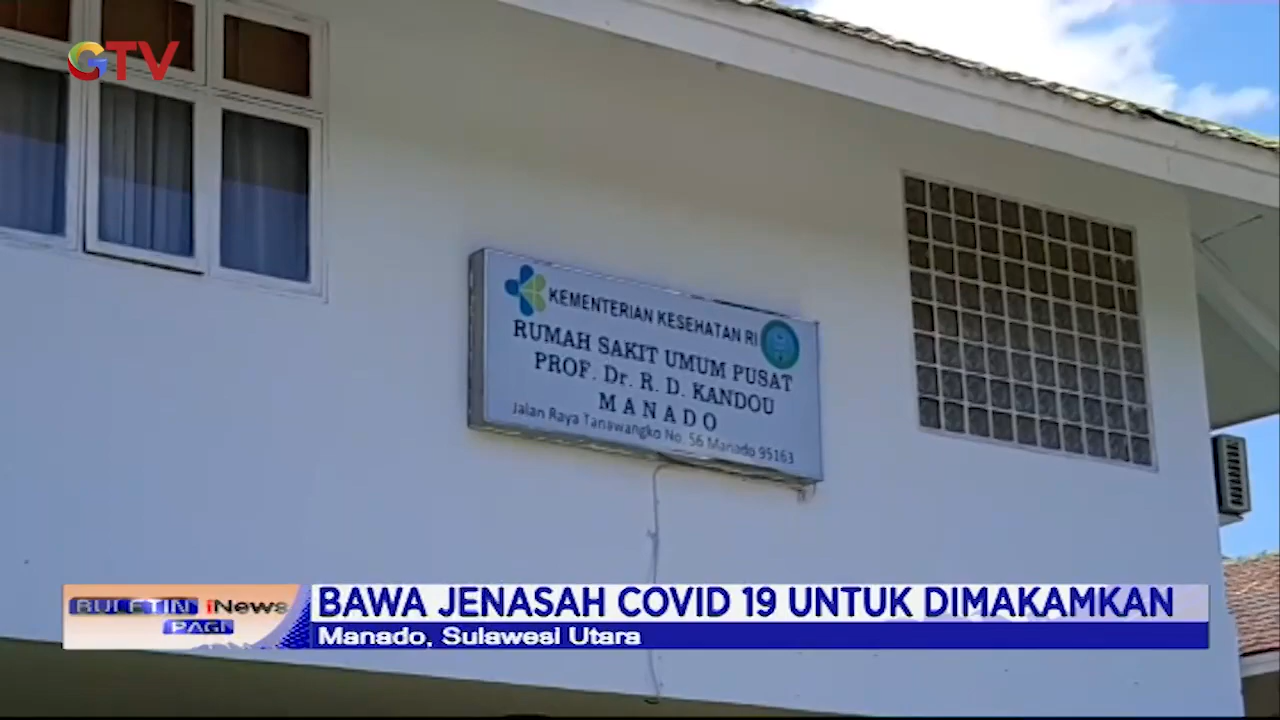 GTV
KEMENTERIAN KESEHATAN RI
RUMAH SAKIT UMUM PUSAT
PROF. Dr. R. D. KANDOU
MANADO
Jalan Raya Tanawangko No. 56 Manado 95163
BULETIN iNews
PAGI
BAWA JENASAH COVID 19 UNTUK DIMAKAMKAN
Manado, Sulawesi Utara